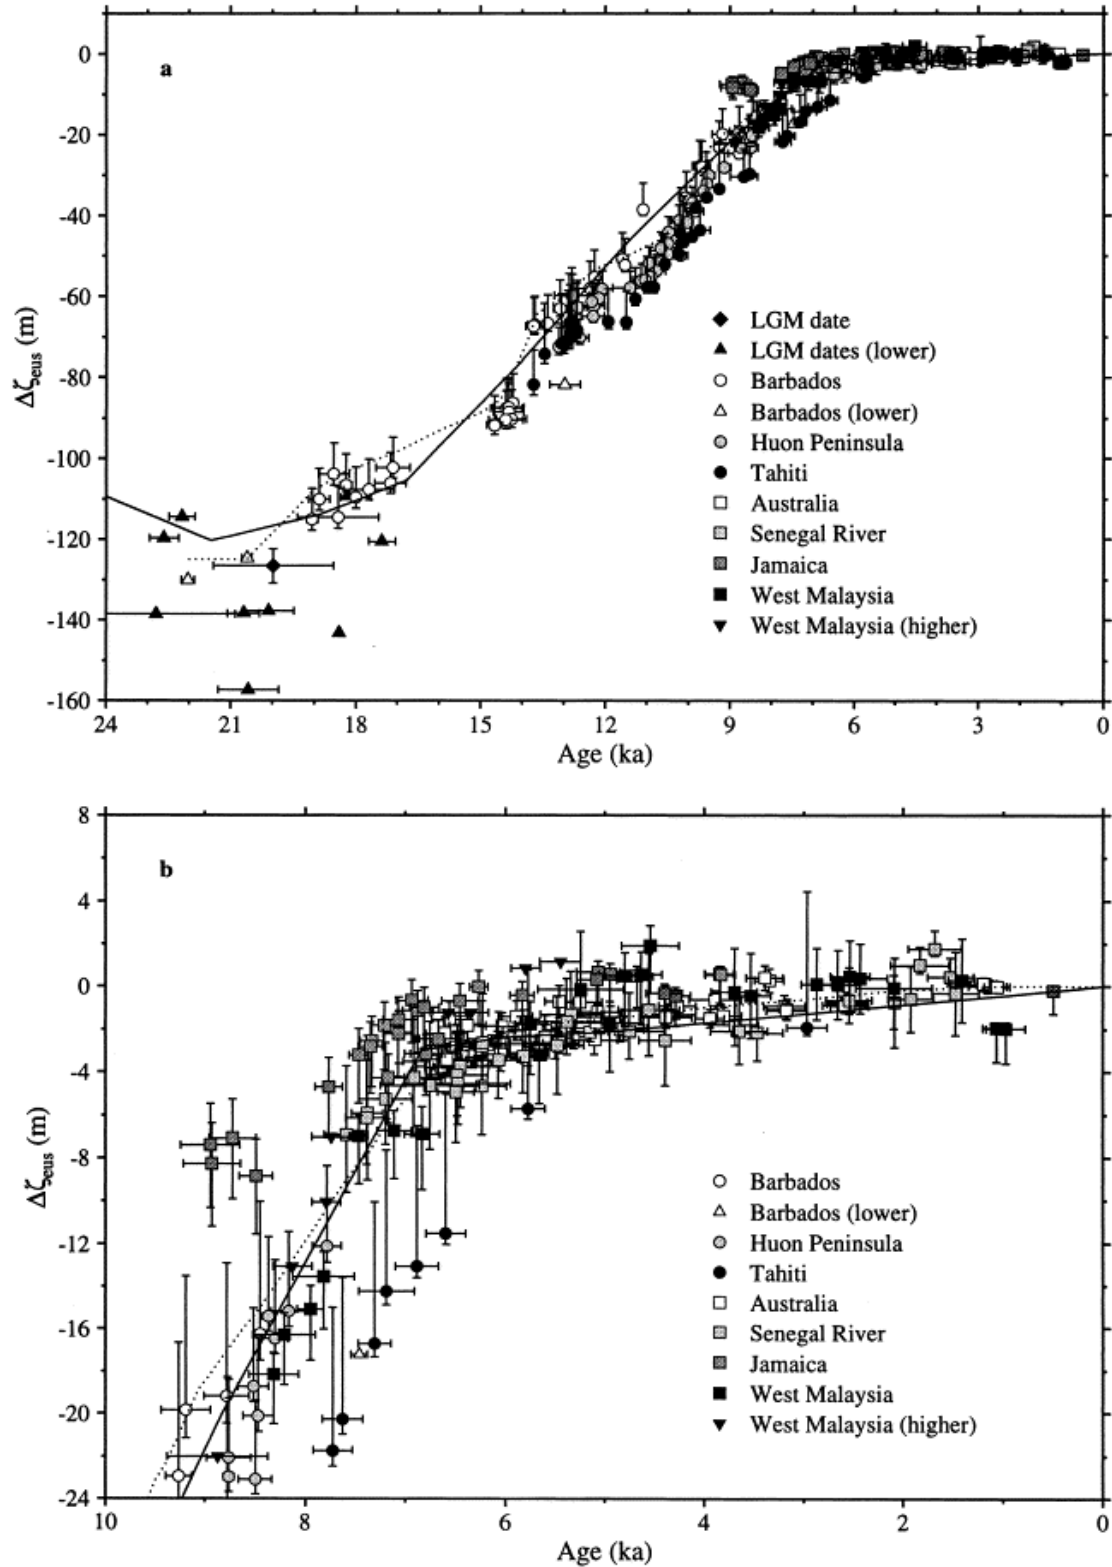 a
0
-20
-40
-60
-80
-100
-120
-140
-160
Δζeus (m)
LGM date
LGM dates (lower)
Barbados
Barbados (lower)
Huon Peninsula
Tahiti
Australia
Senegal River
Jamaica
West Malaysia
West Malaysia (higher)
24 21 18 15 12 9 6 3 0
Age (ka)
b
8
4
0
-4
-8
-12
-16
-20
-24
Δζeus (m)
Barbados
Barbados (lower)
Huon Peninsula
Tahiti
Australia
Senegal River
Jamaica
West Malaysia
West Malaysia (higher)
10 8 6 4 2 0
Age (ka)